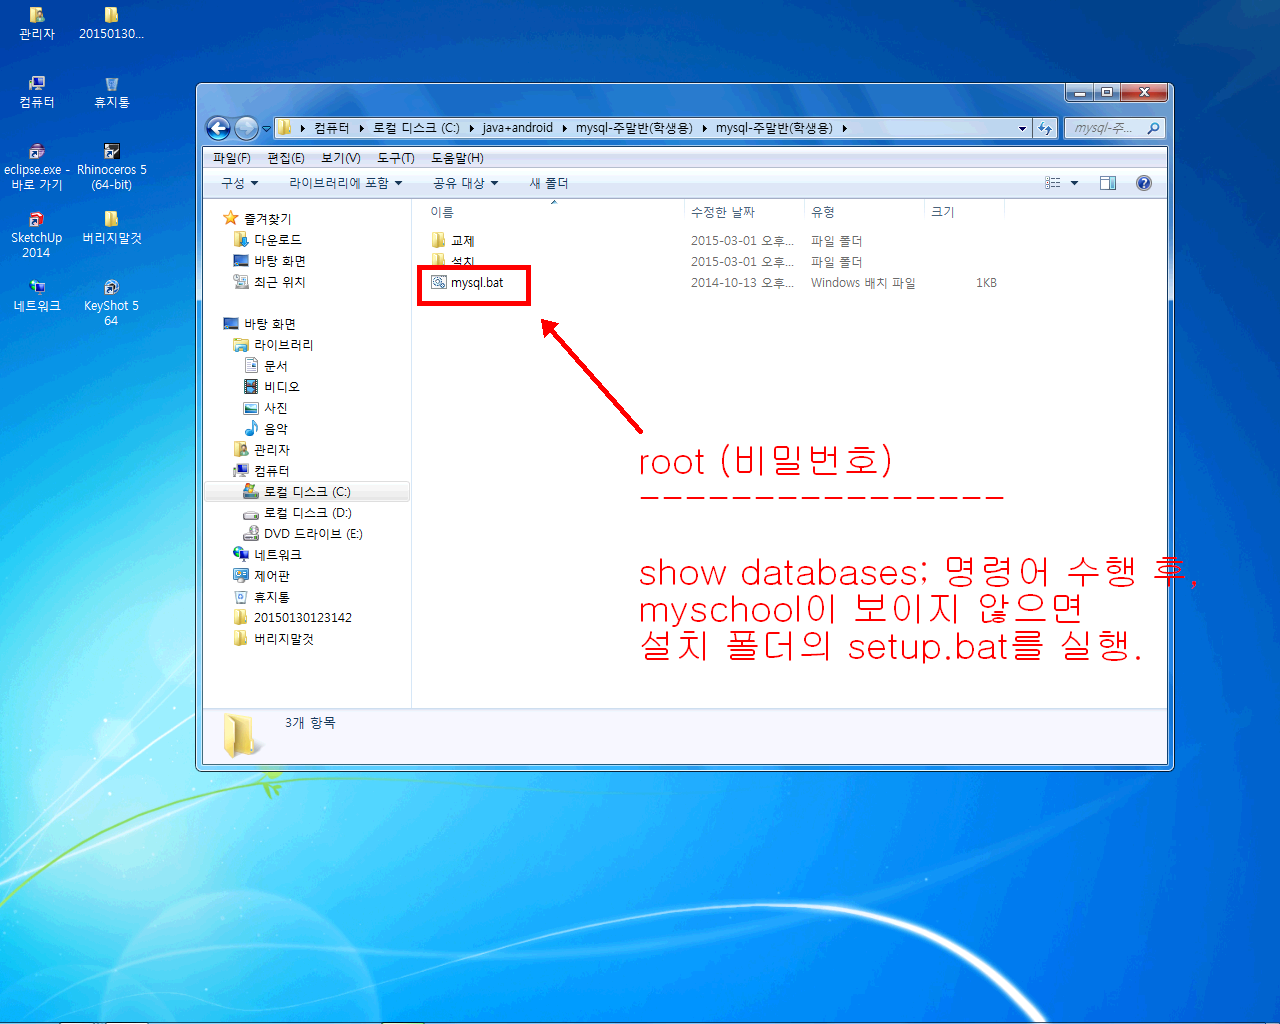 관리자
20150130...
컴퓨터
휴지통
eclipse.exe -
바로 가기
Rhinoceros 5
(64-bit)
SketchUp
2014
버리지말것
네트워크
KeyShot 5
64
컴퓨터 로컬 디스크 (C:) java+android mysql-주말반(학생용) mysql-주말반(학생용)
mysql-주...
파일(F) 편집(E) 보기(V) 도구(T) 도움말(H)
구성 라이브러리에 포함 공유 대상 새 폴더
즐겨찾기
다운로드
바탕 화면
최근 위치
바탕 화면
라이브러리
문서
비디오
사진
음악
관리자
컴퓨터
로컬 디스크 (C:)
로컬 디스크 (D:)
DVD 드라이브 (E:)
네트워크
제어판
휴지통
20150130123142
버리지말것
이름 수정한 날짜 유형 크기
교제 2015-03-01 오후... 파일 폴더
설치 2015-03-01 오후... 파일 폴더
mysql.bat 2014-10-13 오후... Windows 배치 파일 1KB
root (비밀번호)
----------------
show databases; 명령어 수행 후,
myschool이 보이지 않으면
설치 폴더의 setup.bat를 실행.
3개 항목